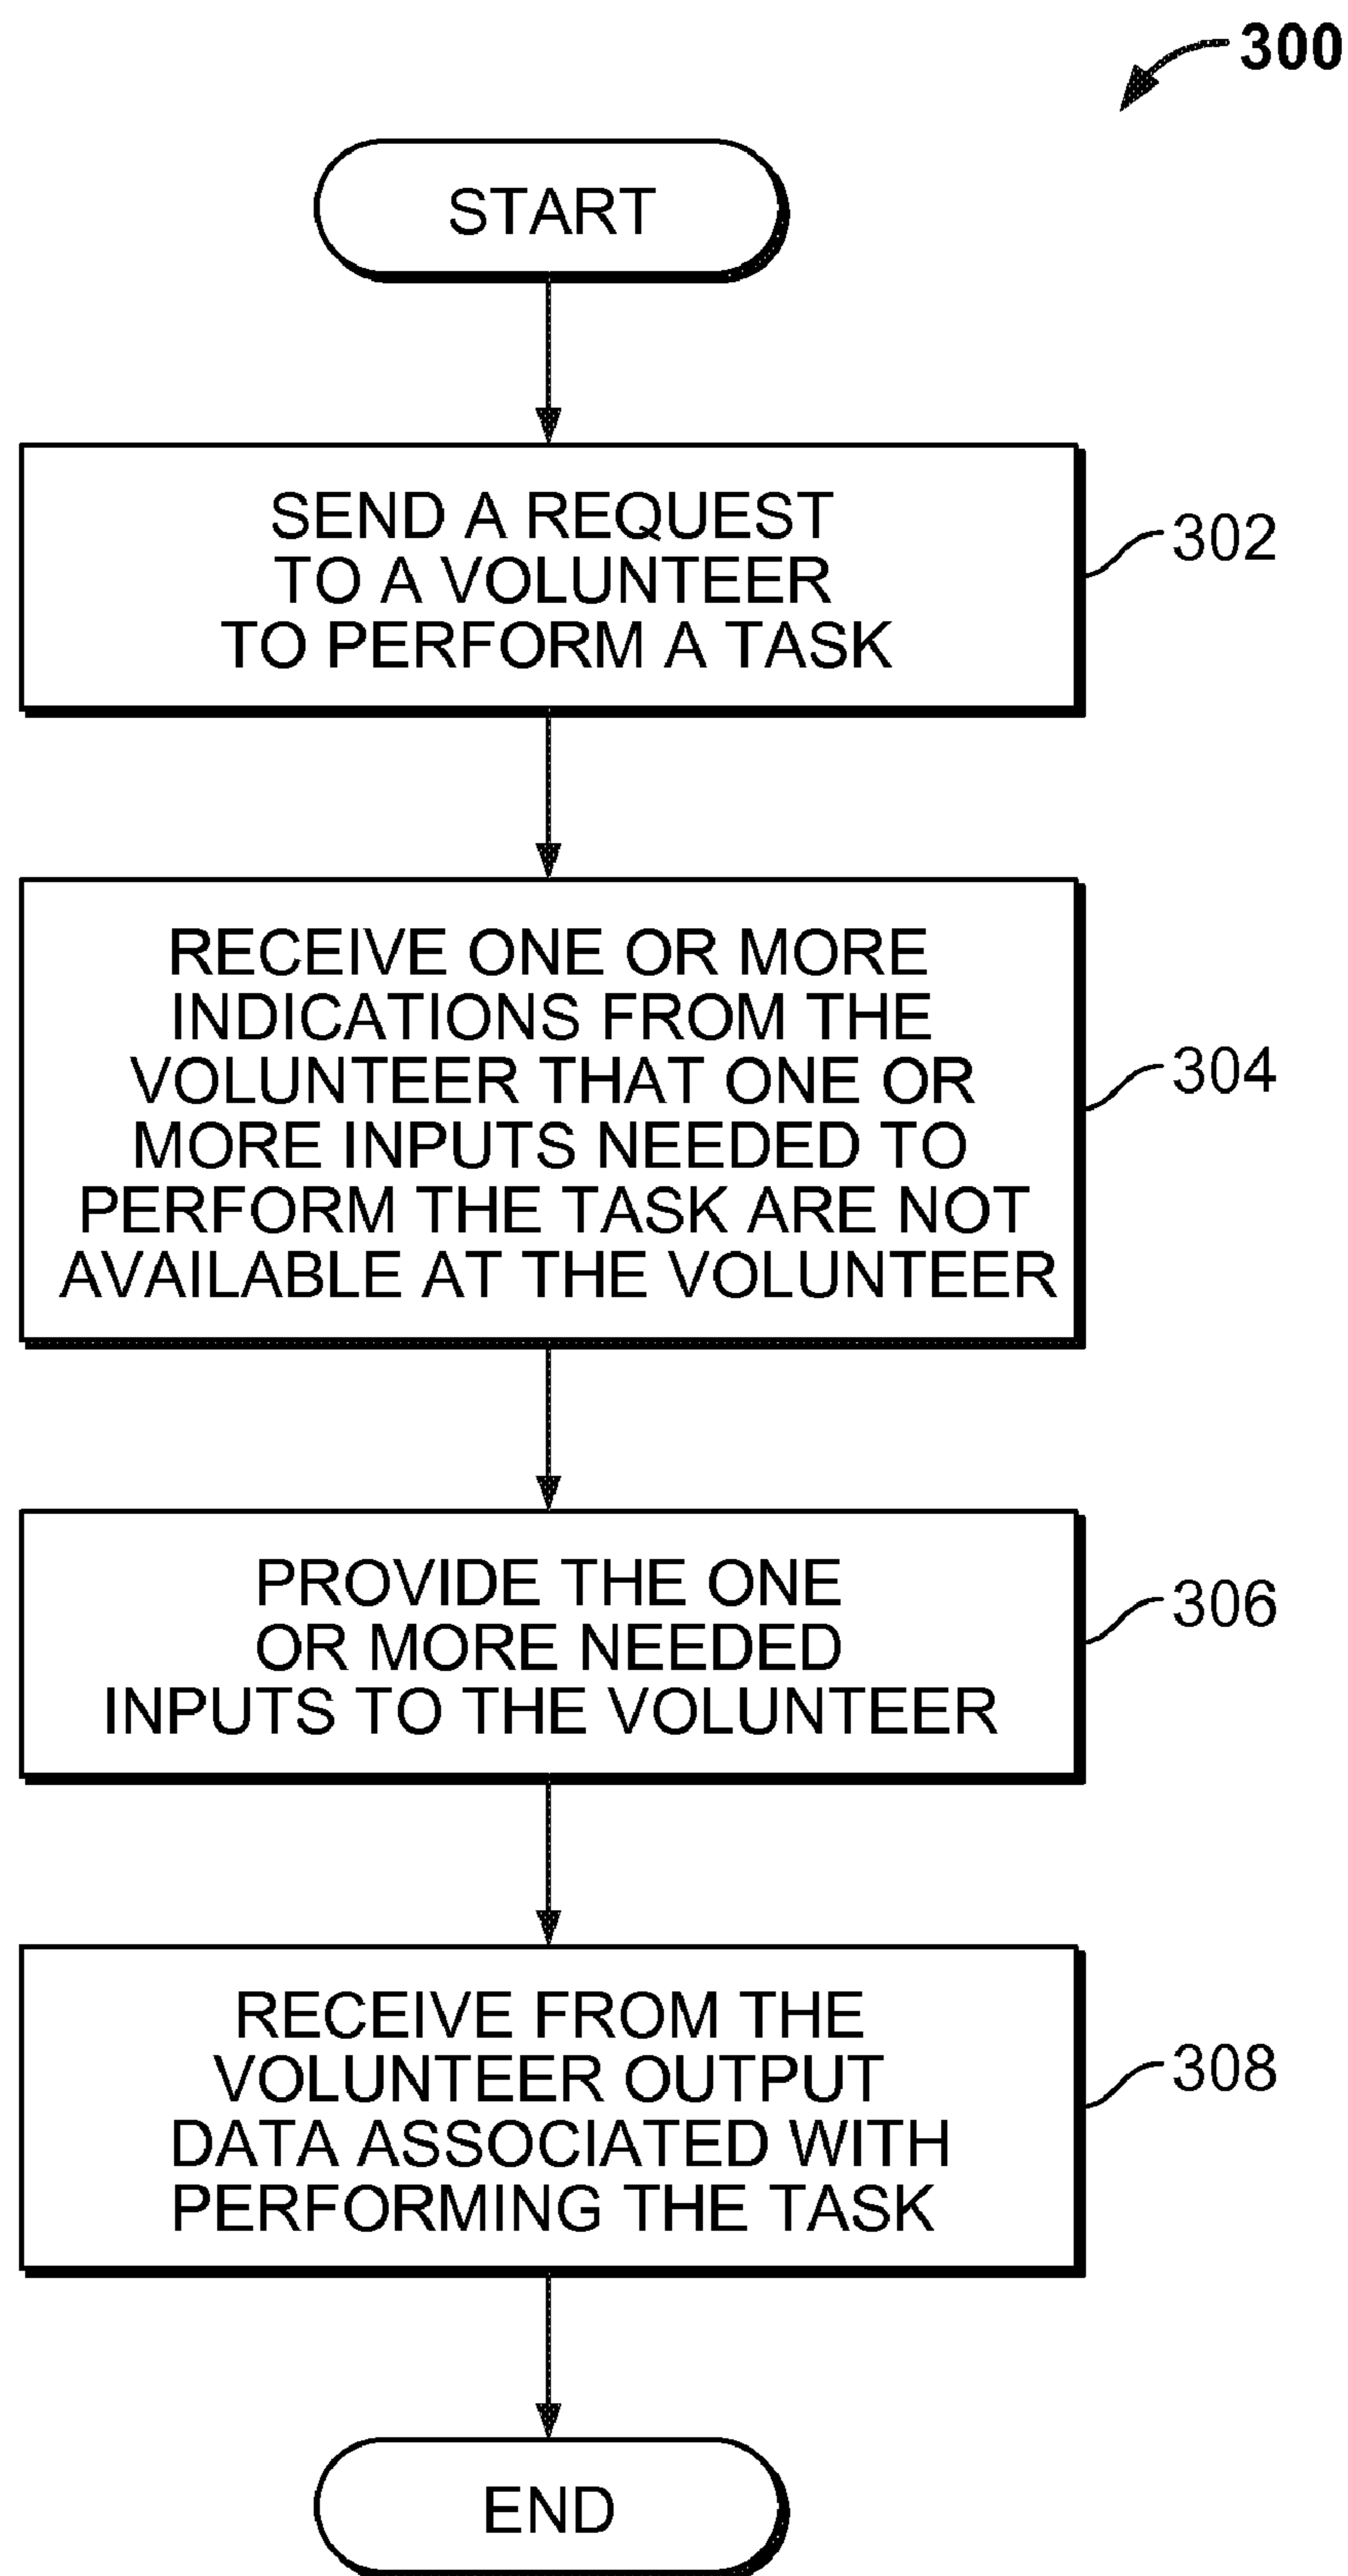 300
START
SEND A REQUEST
TO A VOLUNTEER
TO PERFORM A TASK
302
RECEIVE ONE OR MORE
INDICATIONS FROM THE
VOLUNTEER THAT ONE OR
MORE INPUTS NEEDED TO
PERFORM THE TASK ARE NOT
AVAILABLE AT THE VOLUNTEER
304
PROVIDE THE ONE
OR MORE NEEDED
INPUTS TO THE VOLUNTEER
306
RECEIVE FROM THE
VOLUNTEER OUTPUT
DATA ASSOCIATED WITH
PERFORMING THE TASK
308
END